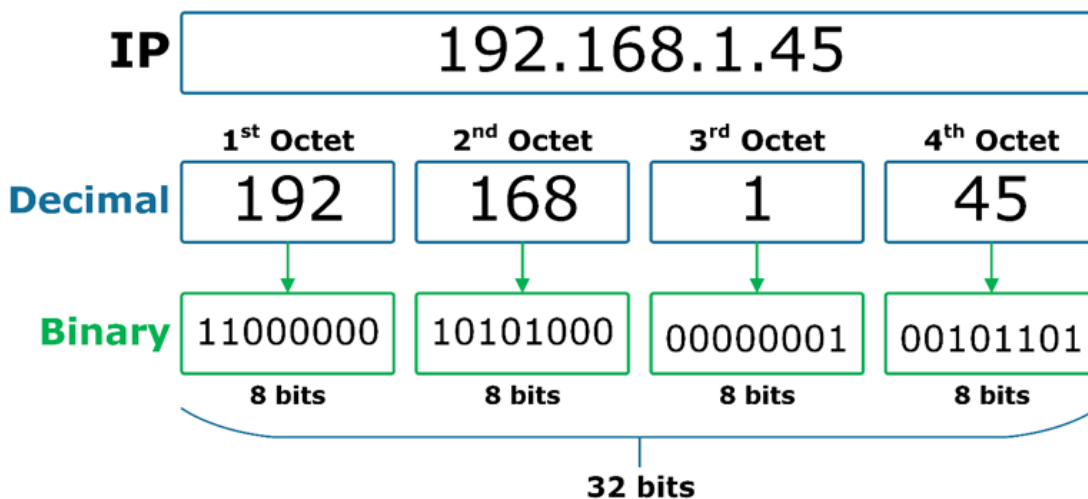 IP 192.168.1.45
1st Octet 2nd Octet 3rd Octet 4th Octet
Decimal 192 168 1 45
Binary 11000000 10101000 00000001 00101101
8 bits 8 bits 8 bits 8 bits
32 bits